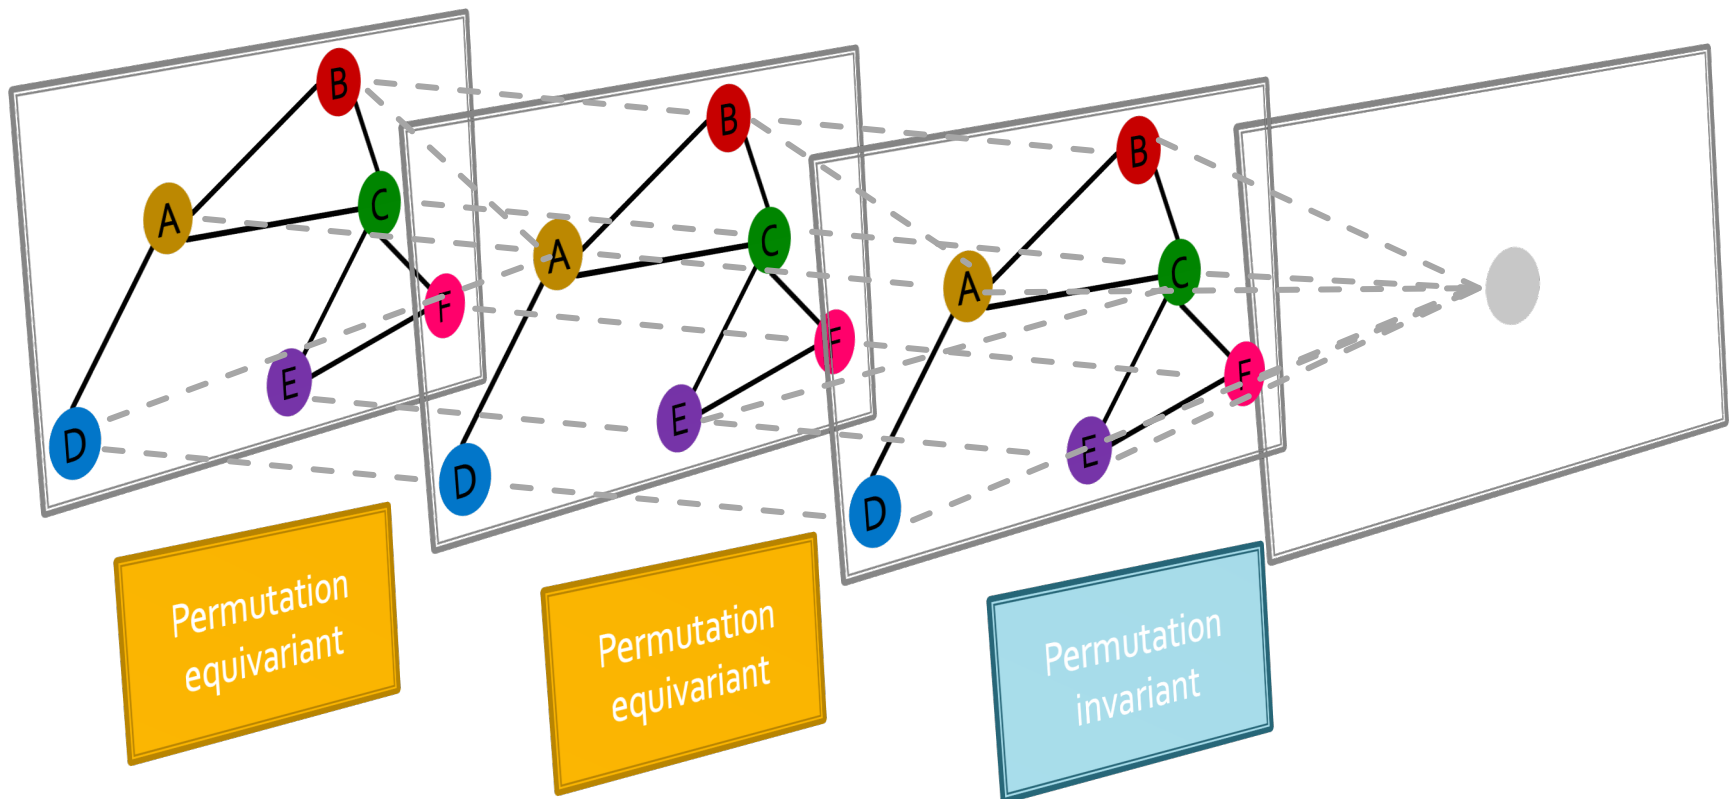 B
A
C
F
E
D
B
A
C
F
E
D
B
A
C
F
E
D
Permutation
equivariant
Permutation
equivariant
Permutation
invariant